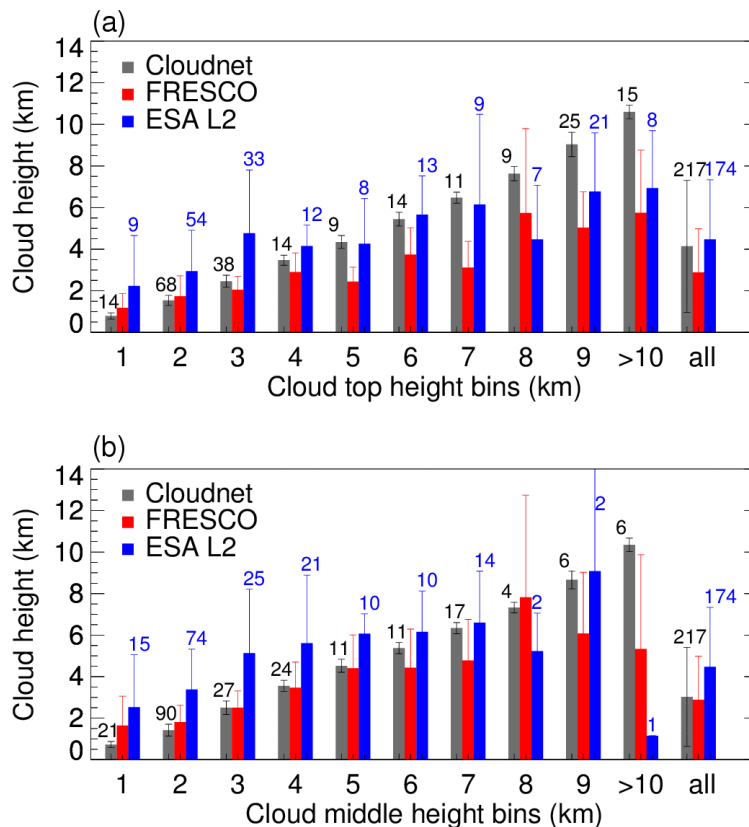 (a)
14
12
10
8
6
4
2
0
Cloud height (km)
Cloudnet
FRESCO
ESA L2
14 9
68 54
38 33
14 12
9 8
14 13
11 9
9 7
25 21
15 8
217 174
1 2 3 4 5 6 7 8 9 >10 all
Cloud top height bins (km)
(b)
14
12
10
8
6
4
2
0
Cloud height (km)
Cloudnet
FRESCO
ESA L2
21 15
90 74
27 25
24 21
11 10
11 10
17 14
4 2
6 2
6 1
217 174
1 2 3 4 5 6 7 8 9 >10 all
Cloud middle height bins (km)